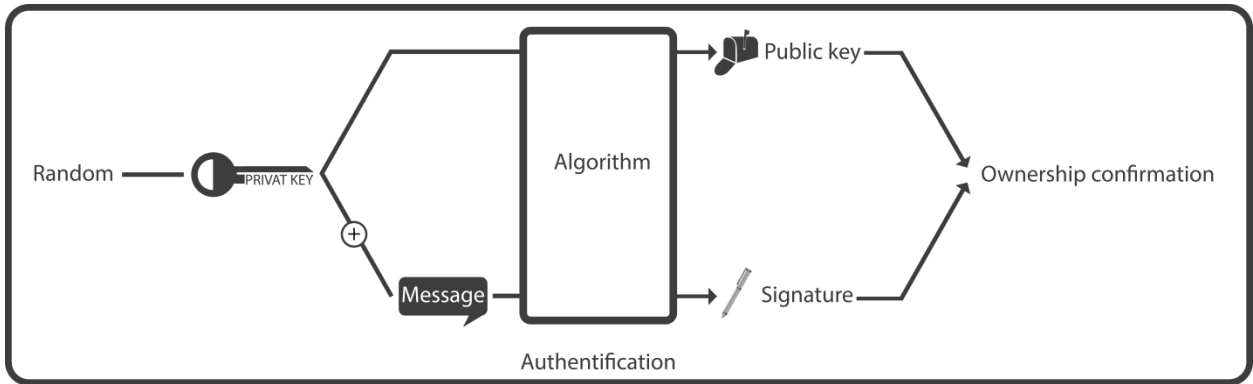 Random
PRIVAT KEY
Message
Algorithm
Public key
Signature
Ownership confirmation
Authentification